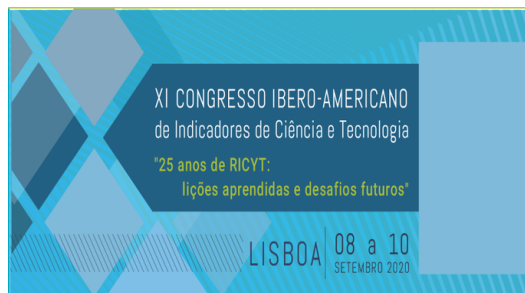 XI CONGRESSO IBERO-AMERICANO
de Indicadores de Ciência e Tecnologia
"25 anos de RICYT:
lições aprendidas e desafios futuros"
LISBOA
08 a 10
SETEMBRO 2020